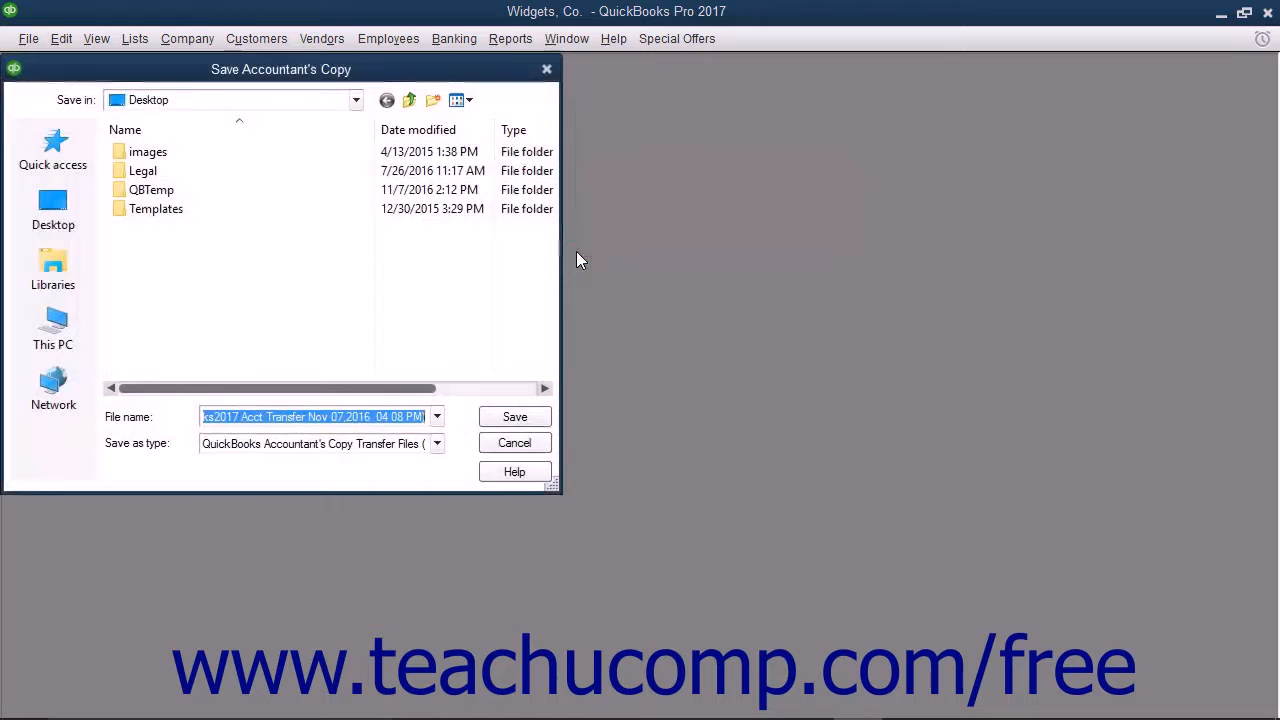 Widgets, Co. - QuickBooks Pro 2017
File Edit View Lists Company Customers Vendors Employees Banking Reports Window Help Special Offers
Save Accountant's Copy
Save in: Desktop
Name Date modified Type
images 4/13/2015 1:38 PM File folder
Legal 7/26/2016 11:17 AM File folder
QBTemp 11/7/2016 2:12 PM File folder
Templates 12/30/2015 3:29 PM File folder
Quick access
Desktop
Libraries
This PC
Network
File name: ks2017 Acct Transfer Nov 07,2016 04 08 PM) Save
Save as type: QuickBooks Accountant's Copy Transfer Files ( Cancel
Help
www.teachucomp.com/free